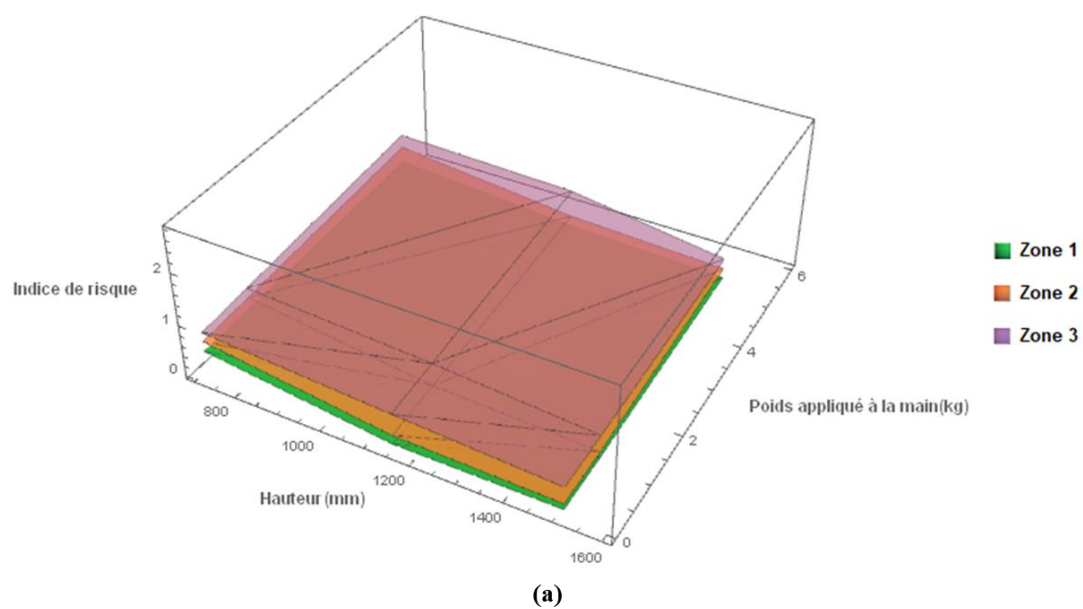 Indice de risque
2
1
0
800
1000
1200
1400
1600
Hauteur (mm)
0
2
4
6
Poids appliqué à la main(kg)
Zone 1
Zone 2
Zone 3
(a)